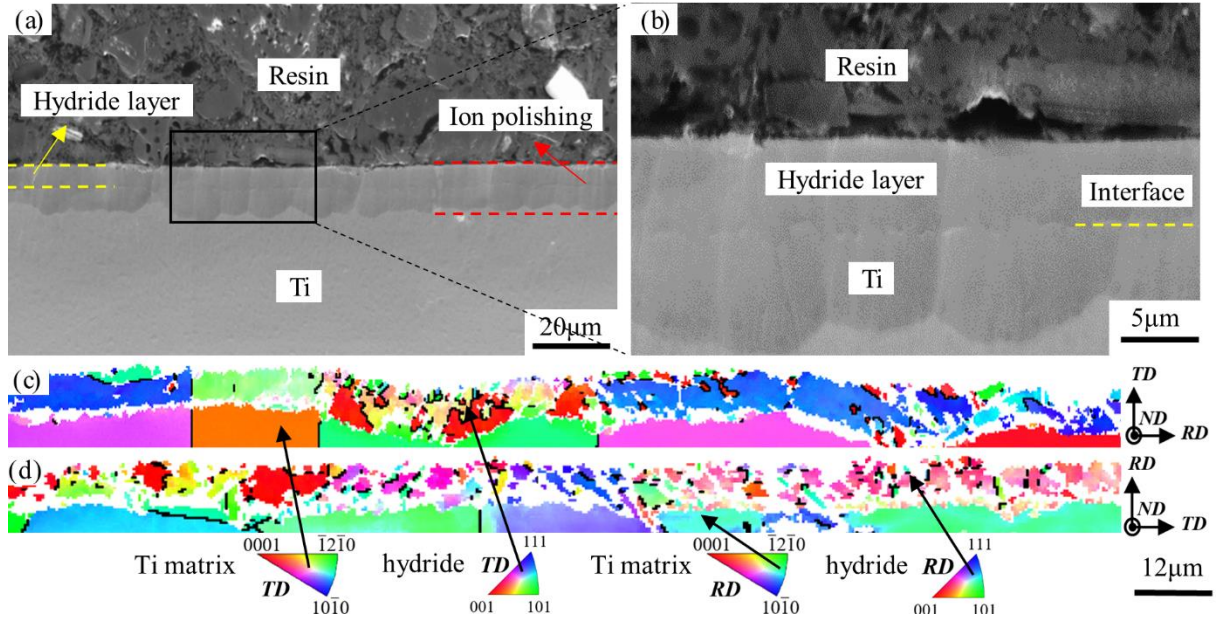 (a)
Resin
Hydride layer
Ion polishing
Ti
20μm
(b)
Resin
Hydride layer
Interface
Ti
5μm
(c)
TD
ND
RD
(d)
RD
ND
TD
Ti matrix
0001
1̅21̅0
TD
101̅0
hydride
TD
111
001
101
Ti matrix
0001
1̅21̅0
RD
101̅0
hydride
RD
111
001
101
12μm